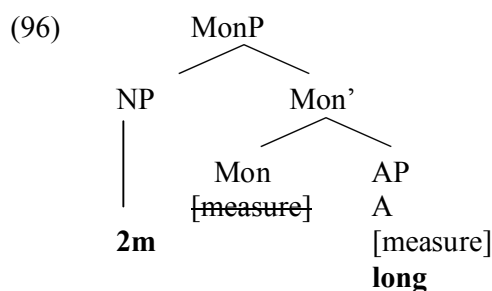 (96) MonP
NP Mon’
Mon AP
[measure] A
[measure]
2m long